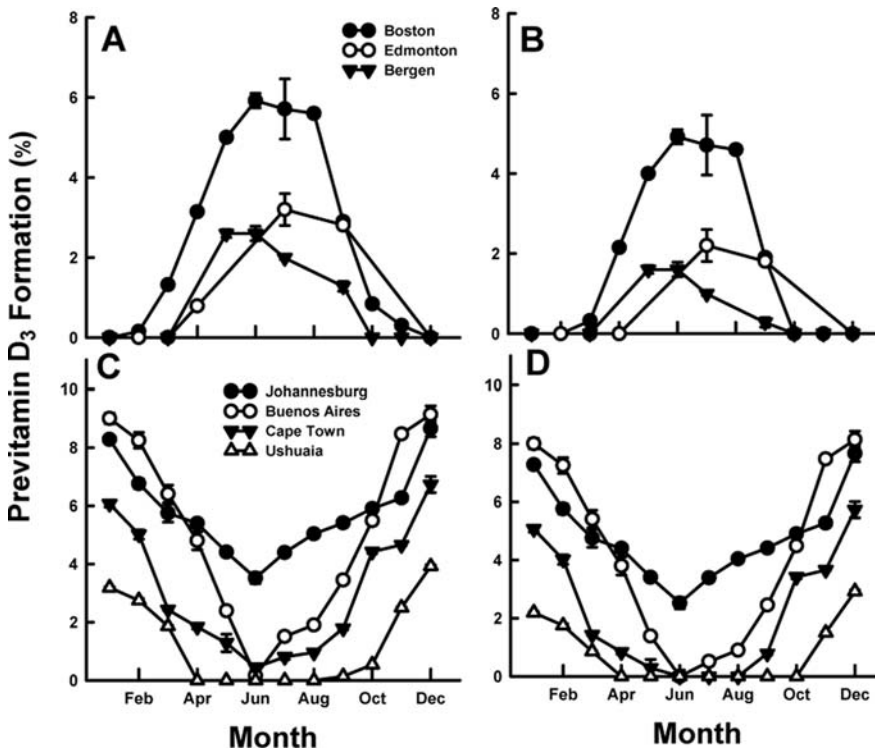 A
Boston
Edmonton
Bergen
B
8
6
4
2
0
8
6
4
2
0
Previtamin D3 Formation (%)
C
Johannesburg
Buenos Aires
Cape Town
Ushuaia
D
10
8
6
4
2
0
10
8
6
4
2
0
Feb Apr Jun Aug Oct Dec
Feb Apr Jun Aug Oct Dec
Month
Month